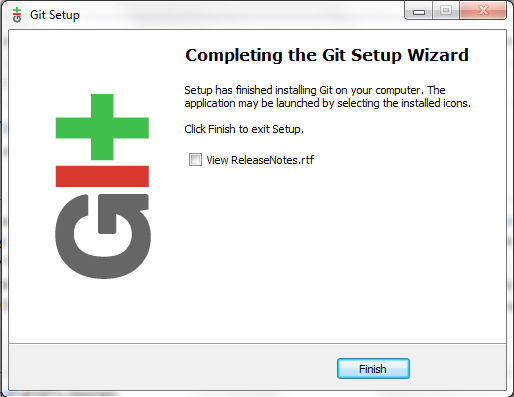 Git Setup
Completing the Git Setup Wizard
Setup has finished installing Git on your computer. The
application may be launched by selecting the installed icons.
Click Finish to exit Setup.
View ReleaseNotes.rtf
GIt
Finish